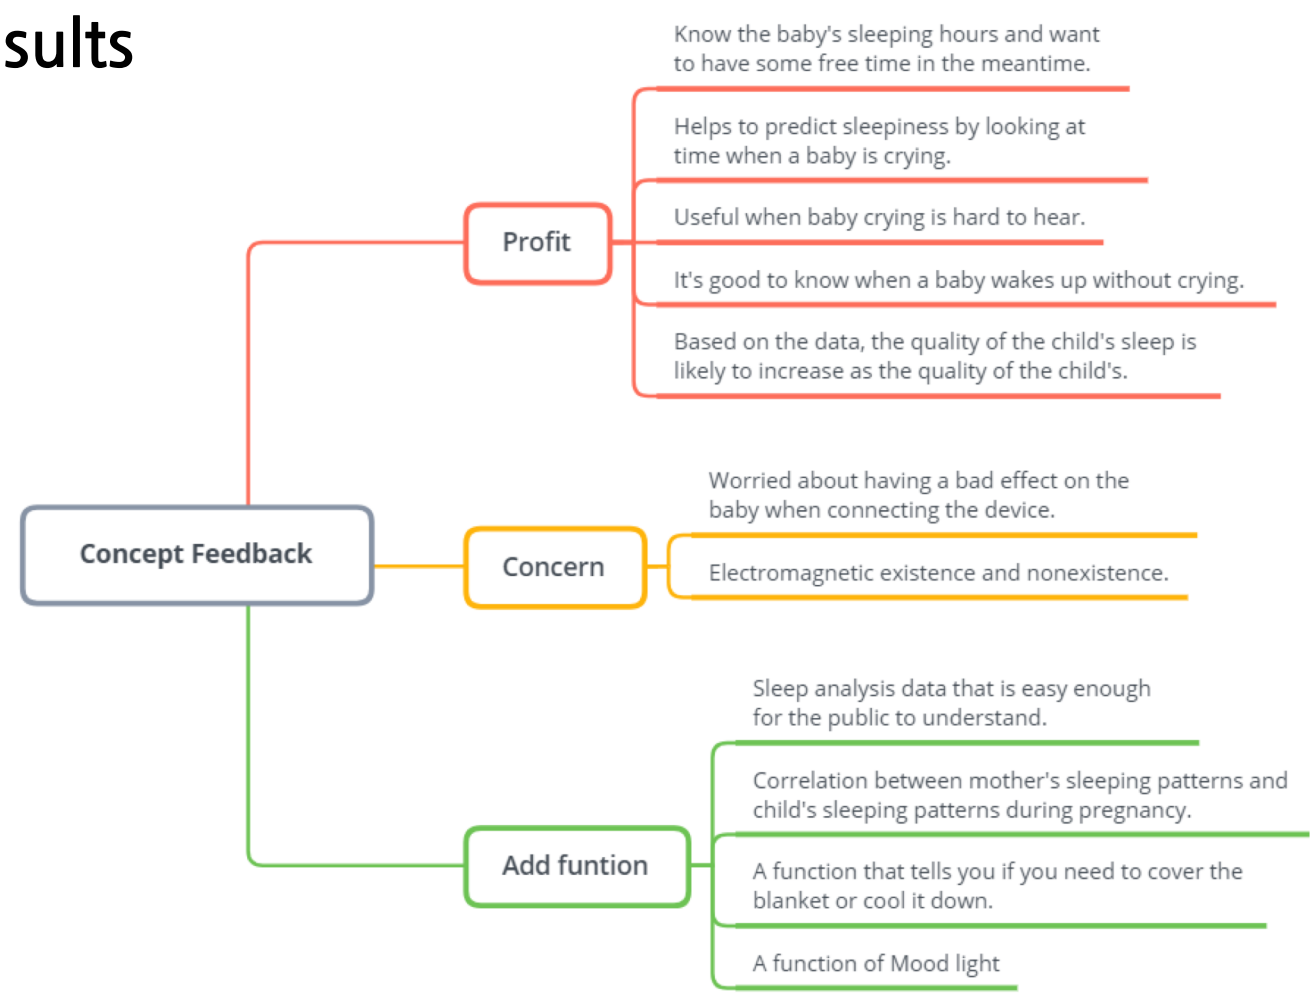 sults
Know the baby's sleeping hours and want
to have some free time in the meantime.
Helps to predict sleepiness by looking at
time when a baby is crying.
Profit
Useful when baby crying is hard to hear.
It's good to know when a baby wakes up without crying.
Based on the data, the quality of the child's sleep is
likely to increase as the quality of the child's.
Concept Feedback
Concern
Worried about having a bad effect on the
baby when connecting the device.
Electromagnetic existence and nonexistence.
Add funtion
Sleep analysis data that is easy enough
for the public to understand.
Correlation between mother's sleeping patterns and
child's sleeping patterns during pregnancy.
A function that tells you if you need to cover the
blanket or cool it down.
A function of Mood light